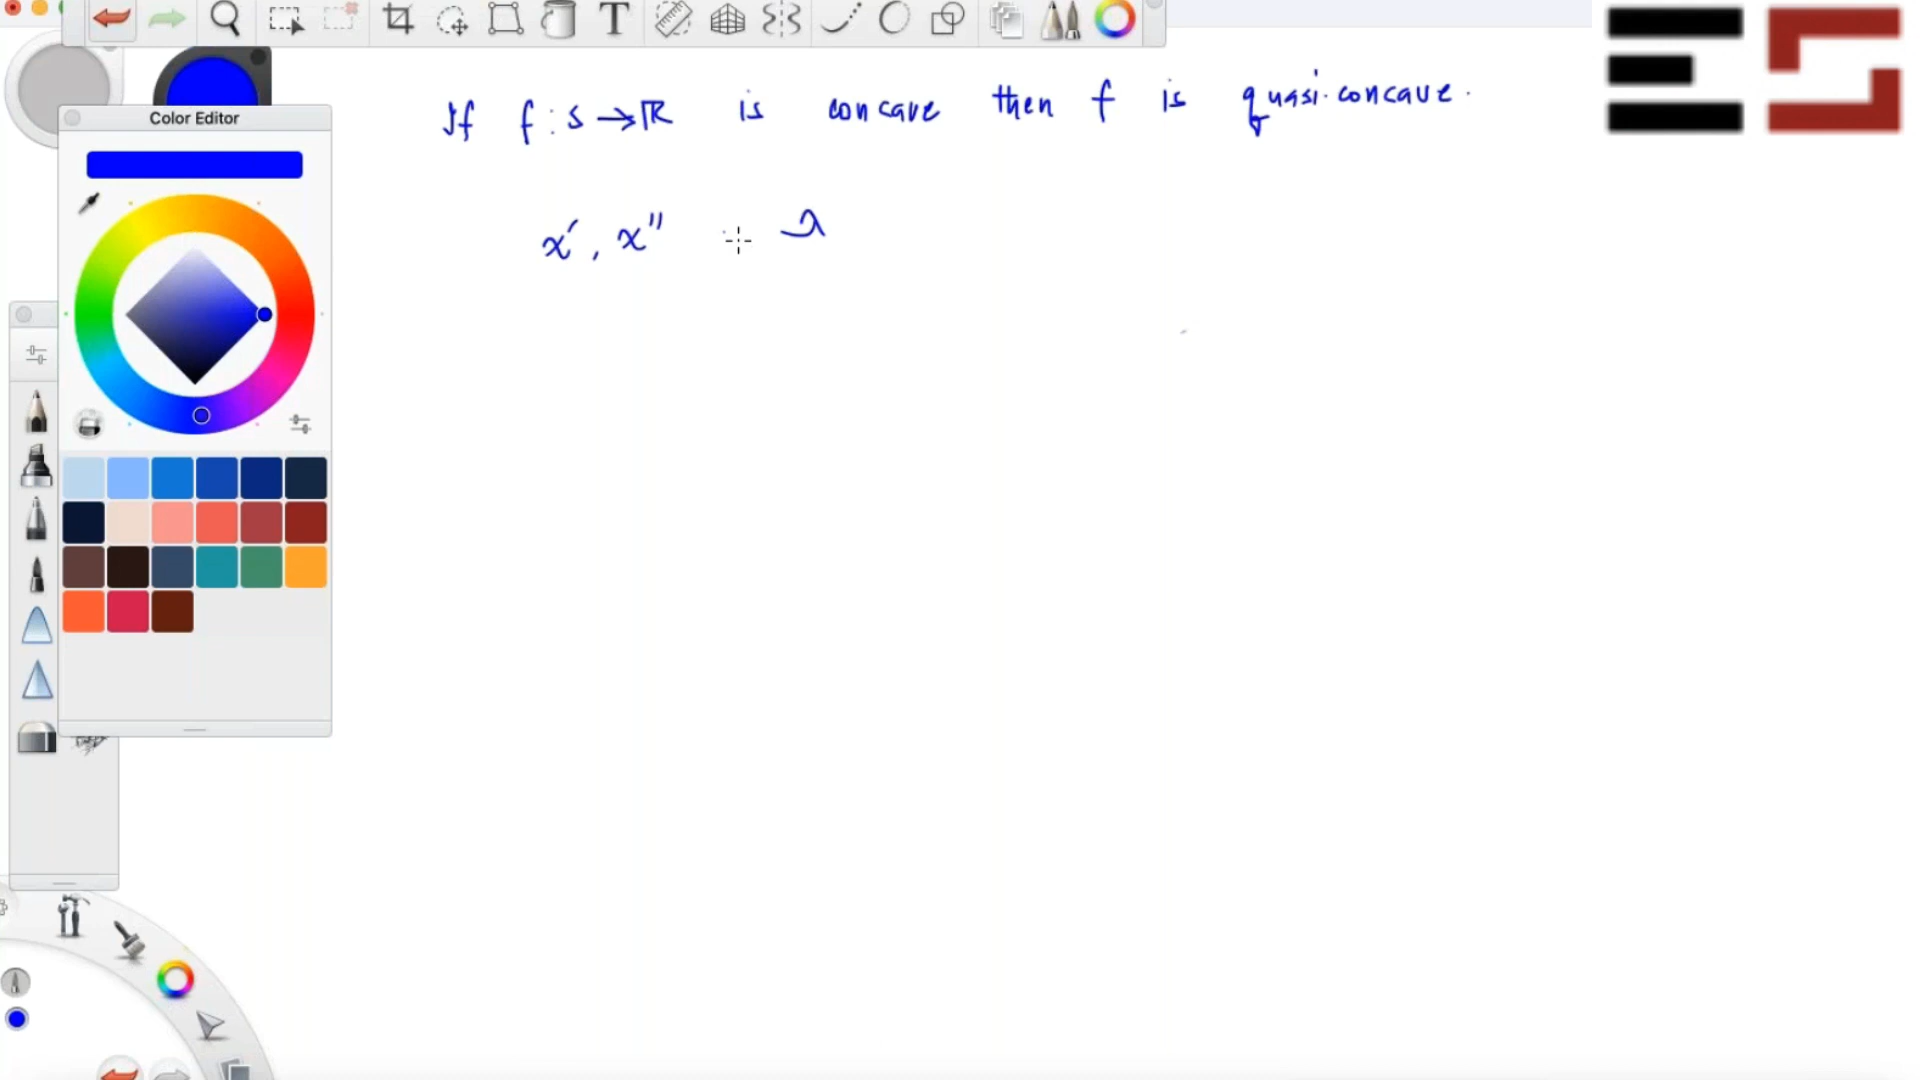 Color Editor
If f : S → ℝ is concave then f is quasi-concave.
x′, x″ λ